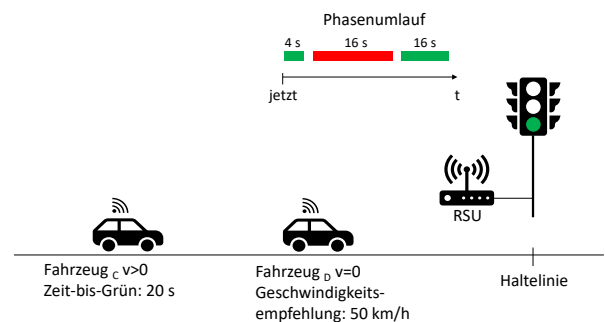 Phasenumlauf
4 s 16 s 16 s
jetzt t
RSU
Fahrzeug C v>0
Zeit-bis-Grün: 20 s
Fahrzeug D v=0
Geschwindigkeits-
empfehlung: 50 km/h
Haltelinie